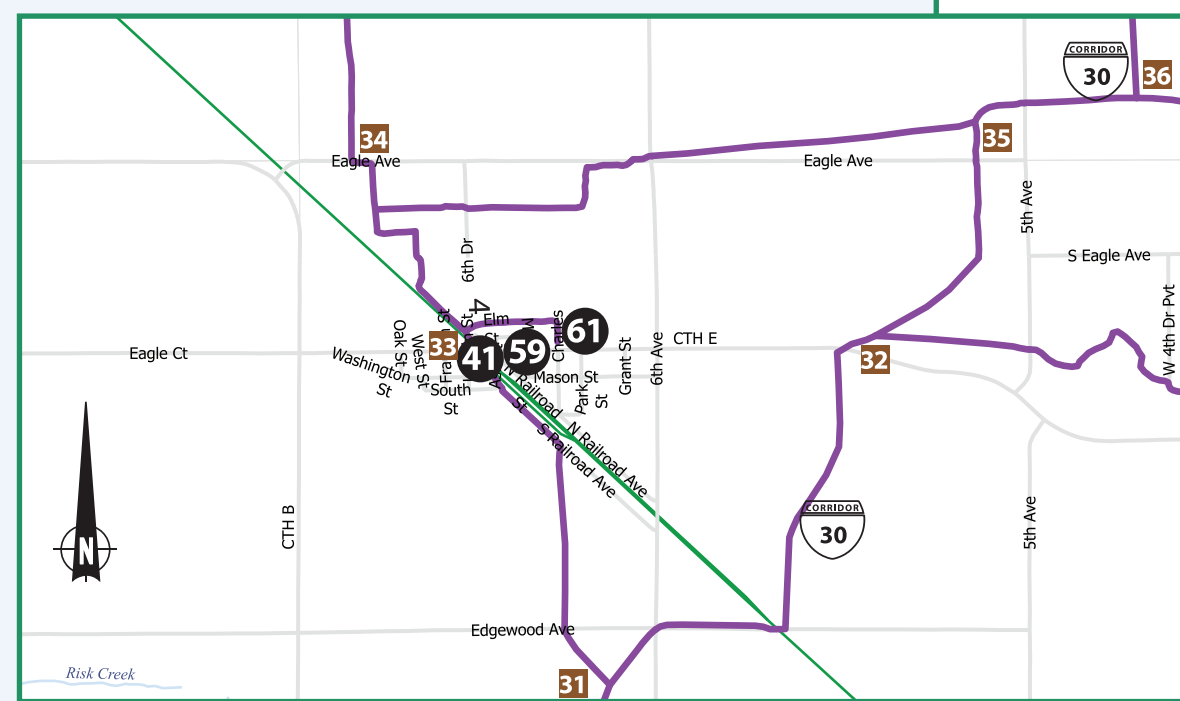 CORRIDOR
30
36
34
35
Eagle Ave
Eagle Ave
5th Ave
S Eagle Ave
6th Dr
W 4th Dr Pvt
4
Elm
St
Charles
61
33
41
59
CTH E
32
Eagle Ct
Washington
St
Oak St
West St
South
St
Mason St
Park
St
Grant St
6th Ave
N Railroad
St
N Railroad Ave
S Railroad Ave
N
CTH B
CORRIDOR
30
5th Ave
Edgewood Ave
Risk Creek
31